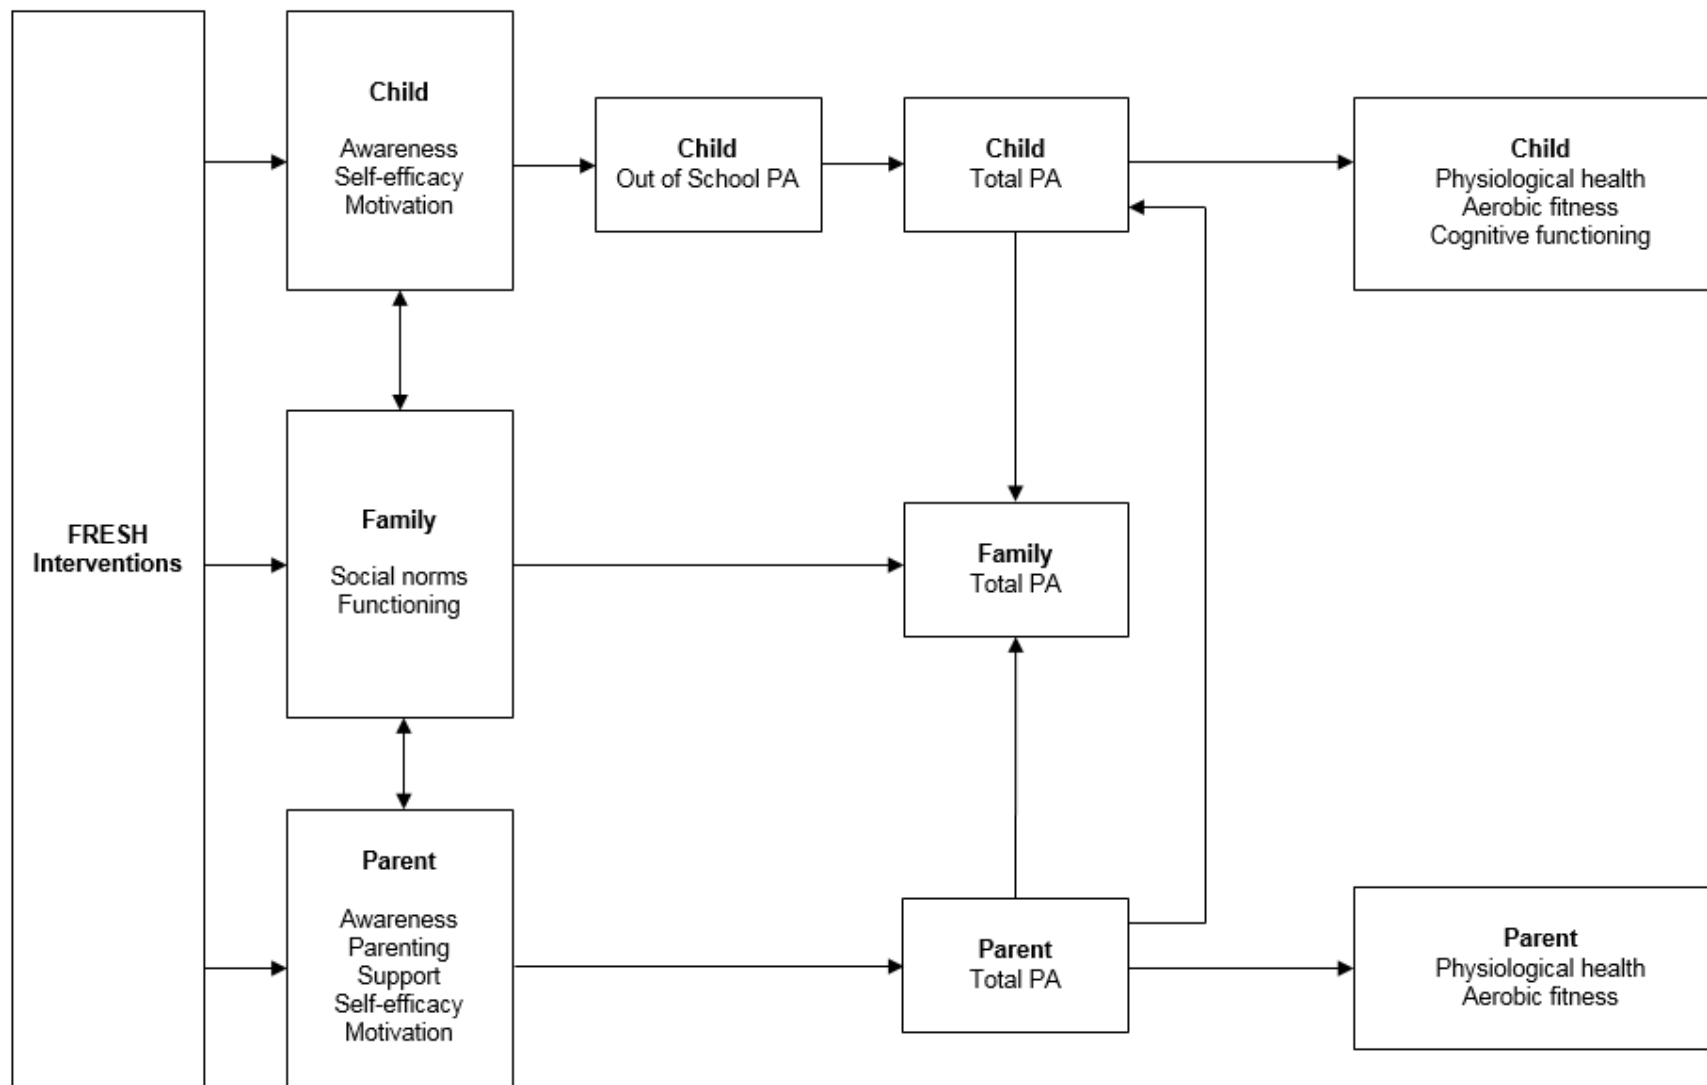 FRESH
Interventions
Child
Awareness
Self-efficacy
Motivation
Child
Out of School PA
Child
Total PA
Child
Physiological health
Aerobic fitness
Cognitive functioning
Family
Social norms
Functioning
Family
Total PA
Parent
Awareness
Parenting
Support
Self-efficacy
Motivation
Parent
Total PA
Parent
Physiological health
Aerobic fitness